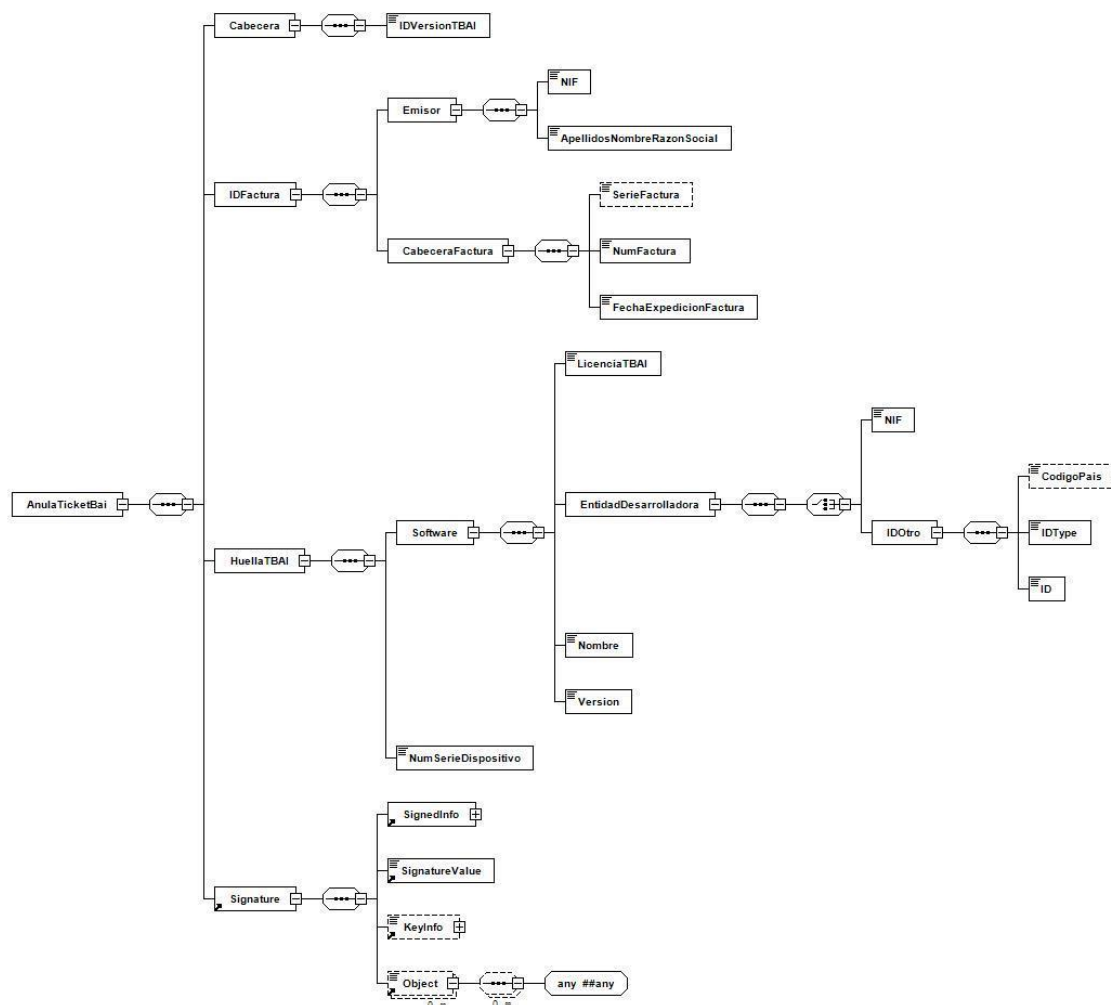 Cabecera
IDVersionTBAI
NIF
Emisor
ApellidosNombreRazonSocial
IDFactura
SerieFactura
CabeceraFactura
NumFactura
FechaExpedicionFactura
LicenciaTBAI
NIF
CodigoPais
AnulaTicketBai
EntidadDesarrolladora
Software
IDOtro
IDType
HuellaTBAI
ID
Nombre
Version
NumSerieDispositivo
SignedInfo
SignatureValue
Signature
KeyInfo
Object
any ##any